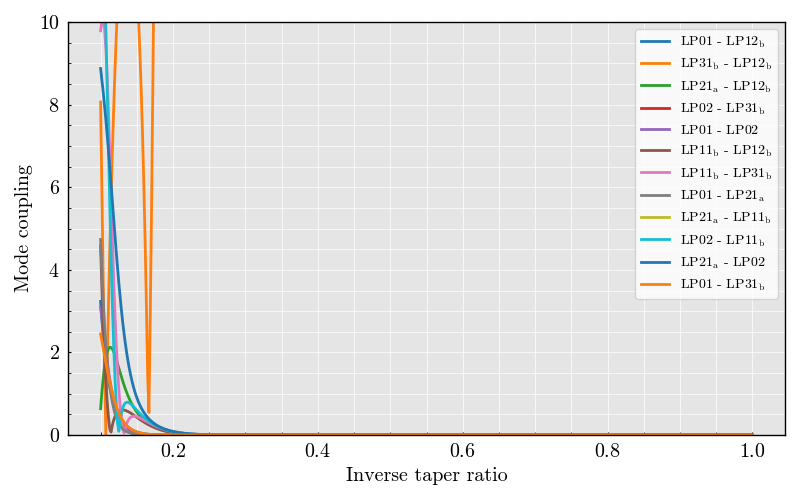 10
8
6
4
2
0
Mode coupling
0.2 0.4 0.6 0.8 1.0
Inverse taper ratio
LP01 - LP12b
LP31b - LP12b
LP21a - LP12b
LP02 - LP31b
LP01 - LP02
LP11b - LP12b
LP11b - LP31b
LP01 - LP21a
LP21a - LP11b
LP02 - LP11b
LP21a - LP02
LP01 - LP31b